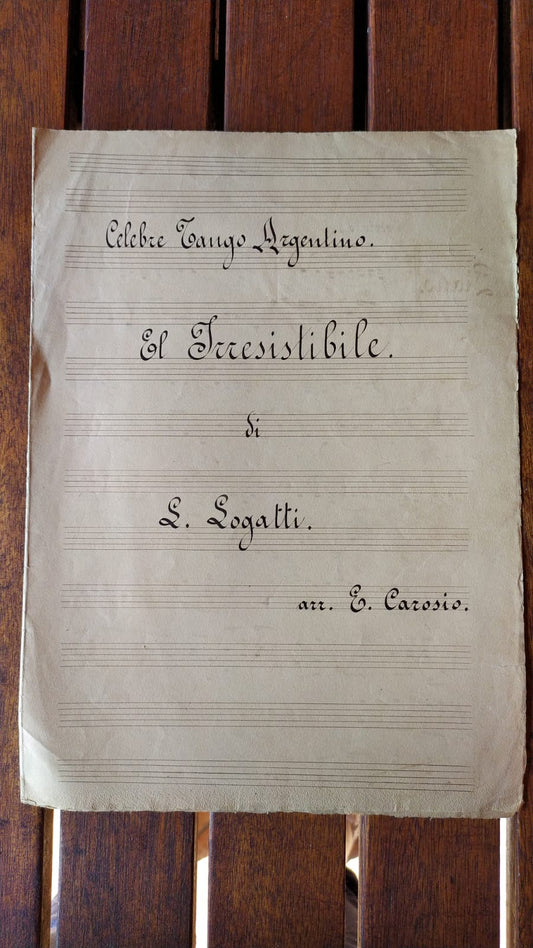 Celebre Tango Argentino.
El Irresistibile.
di
L. Logatti.
arr. E. Carosio.